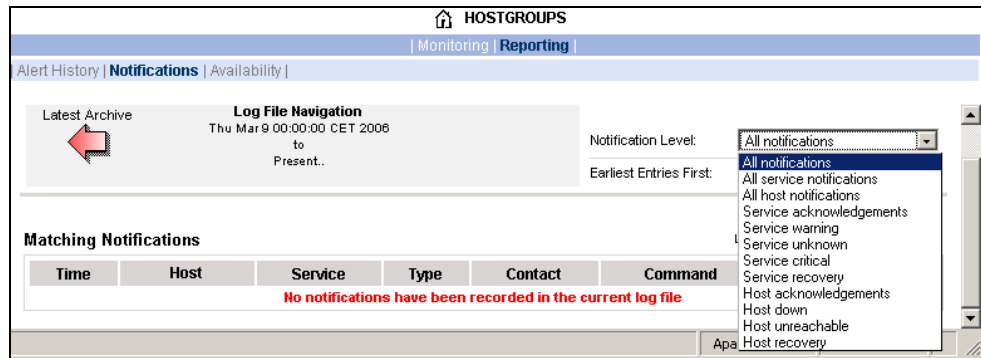 HOSTGROUPS
| Monitoring | Reporting |
| Alert History | Notifications | Availability |
Latest Archive
Log File Navigation
Thu Mar 9 00:00:00 CET 2006
to
Present..
Notification Level:
All notifications
Earliest Entries First:
All notifications
All service notifications
All host notifications
Service acknowledgements
Service warning
Service unknown
Service critical
Service recovery
Host acknowledgements
Host down
Host unreachable
Host recovery
Matching Notifications
Time Host Service Type Contact Command
No notifications have been recorded in the current log file